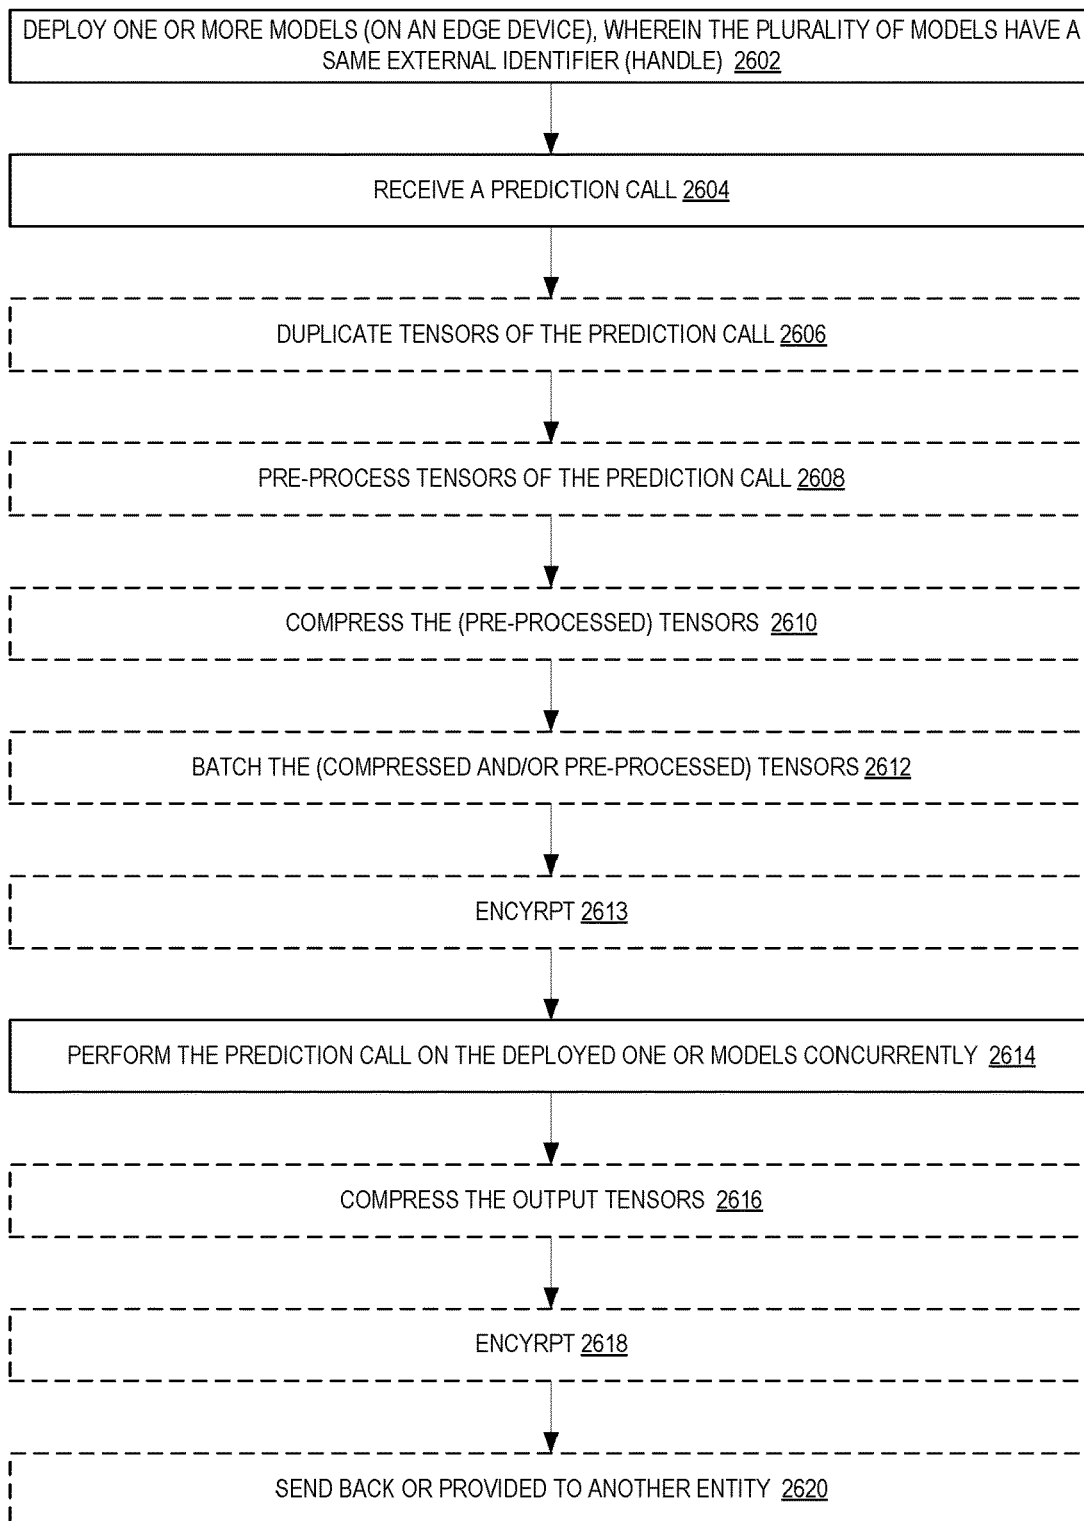 DEPLOY ONE OR MORE MODELS (ON AN EDGE DEVICE), WHEREIN THE PLURALITY OF MODELS HAVE A
SAME EXTERNAL IDENTIFIER (HANDLE) 2602
RECEIVE A PREDICTION CALL 2604
DUPLICATE TENSORS OF THE PREDICTION CALL 2606
PRE-PROCESS TENSORS OF THE PREDICTION CALL 2608
COMPRESS THE (PRE-PROCESSED) TENSORS 2610
BATCH THE (COMPRESSED AND/OR PRE-PROCESSED) TENSORS 2612
ENCYRPT 2613
PERFORM THE PREDICTION CALL ON THE DEPLOYED ONE OR MODELS CONCURRENTLY 2614
COMPRESS THE OUTPUT TENSORS 2616
ENCYRPT 2618
SEND BACK OR PROVIDED TO ANOTHER ENTITY 2620